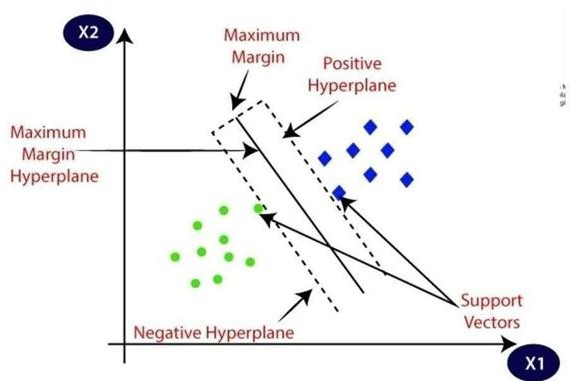 X2
Maximum
Margin
Positive
Hyperplane
Maximum
Margin
Hyperplane
Support
Vectors
Negative Hyperplane
X1